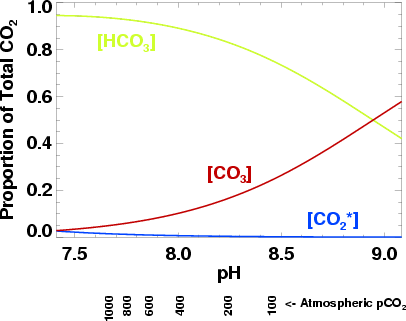 Proportion of Total CO2
1.0
0.8
0.6
0.4
0.2
0.0
[HCO3]
[CO3]
[CO2*]
7.5 8.0 8.5 9.0
pH
1000 800 600 400 200 100 <- Atmospheric pCO2